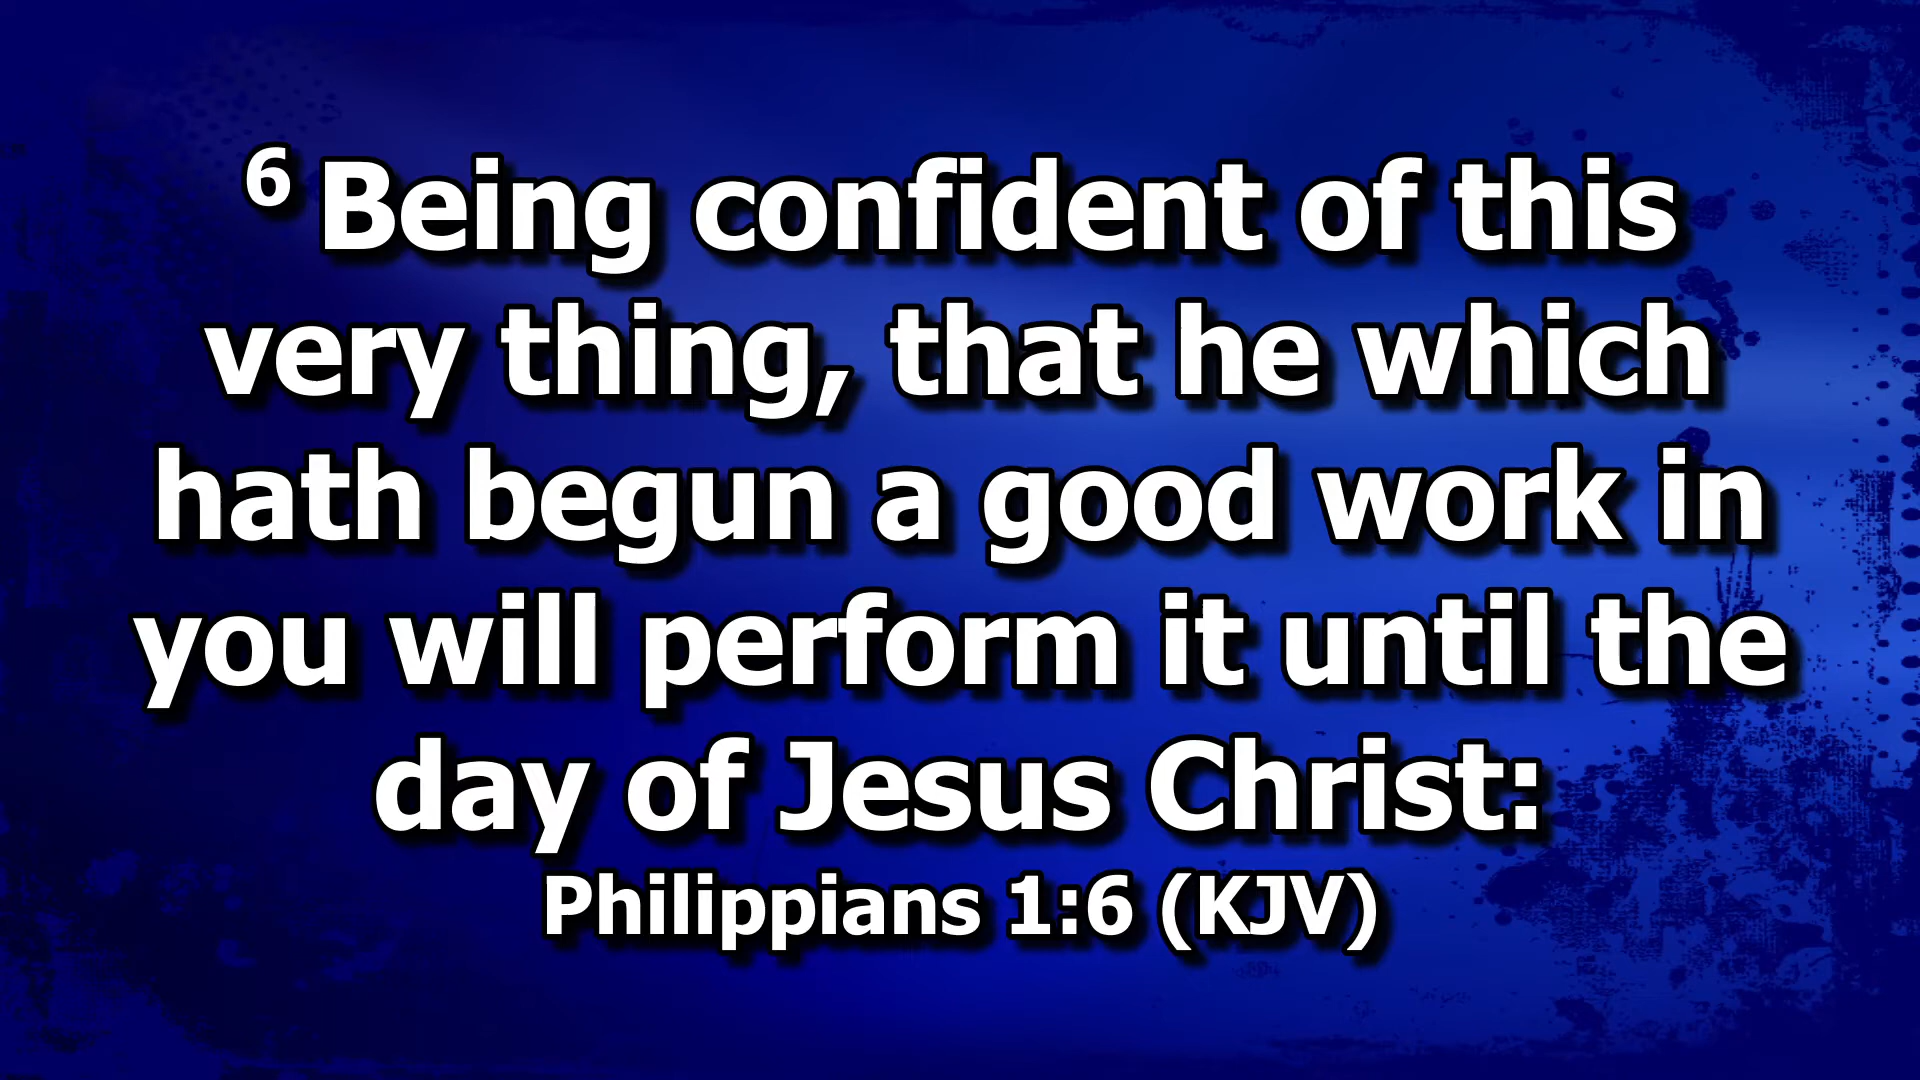 6 Being confident of this
very thing, that he which
hath begun a good work in
you will perform it until the
day of Jesus Christ:
Philippians 1:6 (KJV)